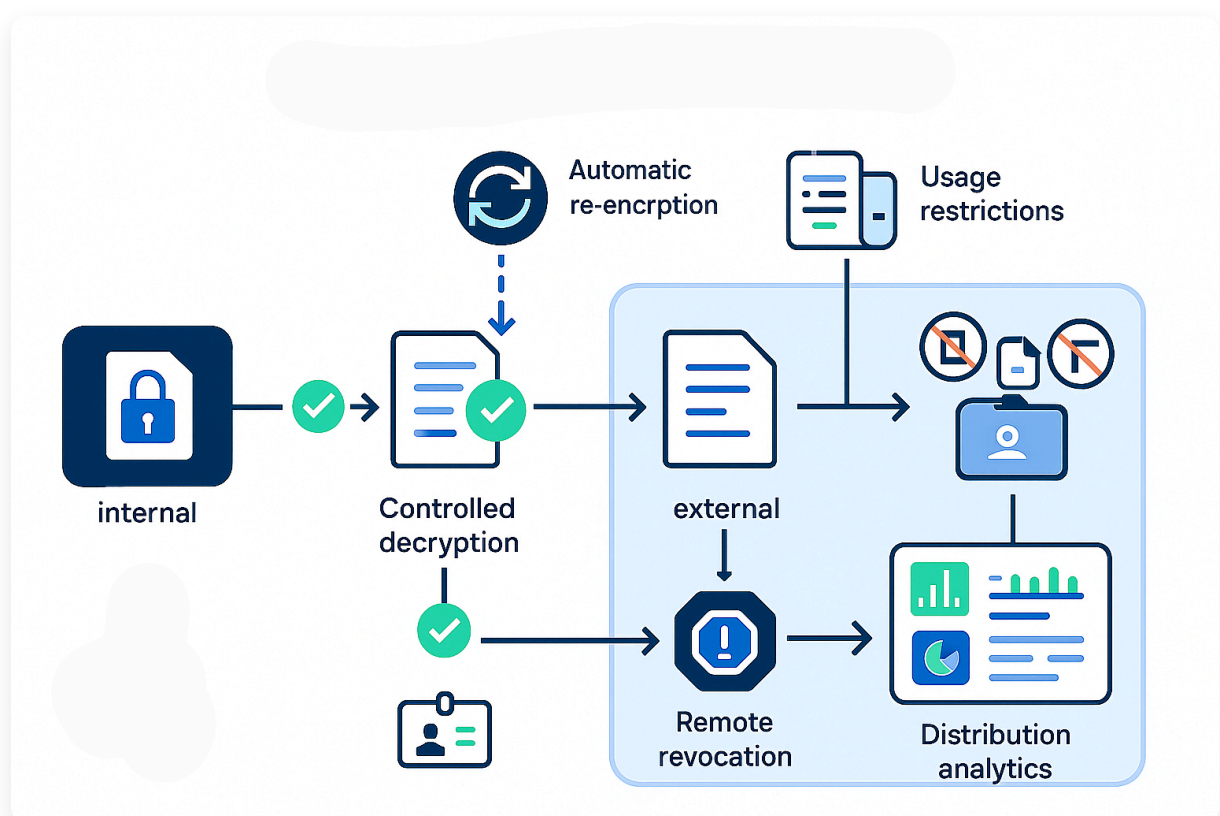 Automatic
re-encrption
Usage
restrictions
internal
Controlled
decryption
external
Remote
revocation
Distribution
analytics